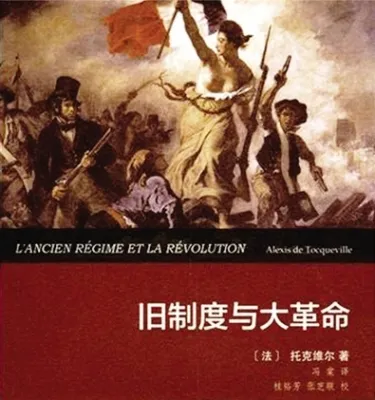 L'ANCIEN RÉGIME ET LA RÉVOLUTION Alexis de Tocqueville
旧制度与大革命
〔法〕 托克维尔 著
冯棠 译
桂裕芳 张芝联 校